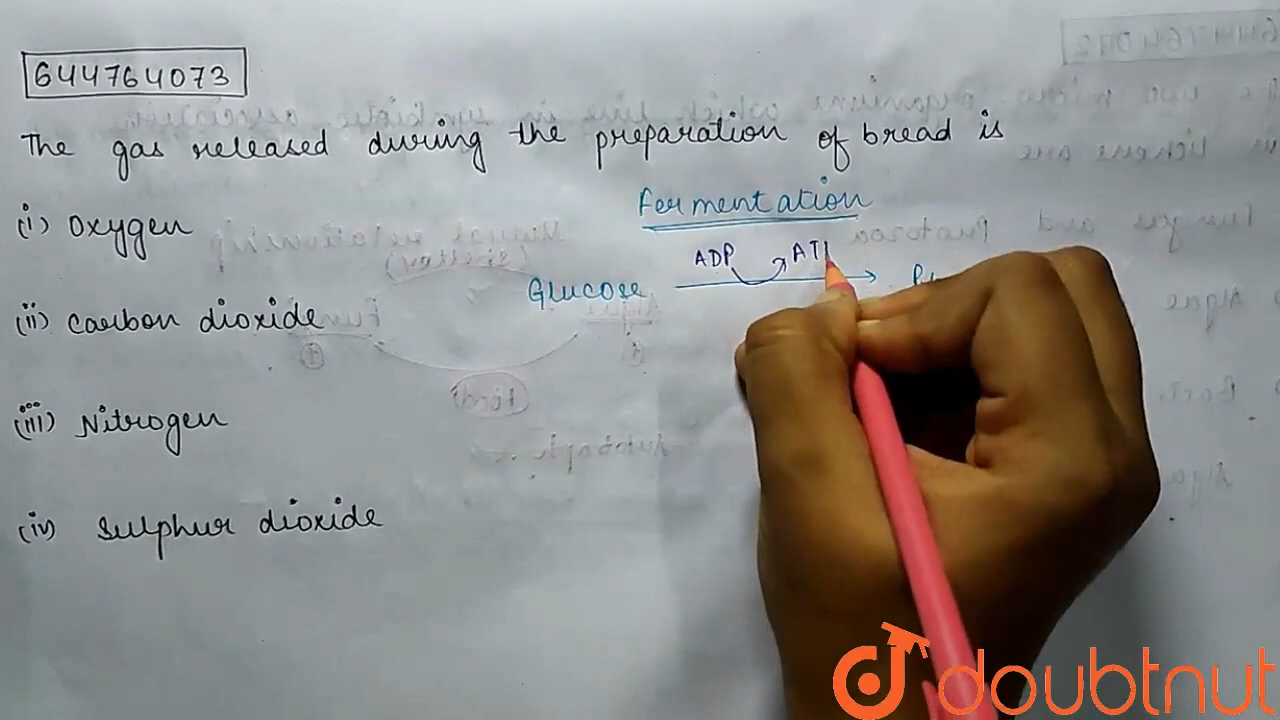 644764073
The gas released during the preparation of bread is
(i) Oxygen
(ii) Carbon dioxide
(iii) Nitrogen
(iv) Sulphur dioxide
Fermentation
ADP
Glucose
doubtnut